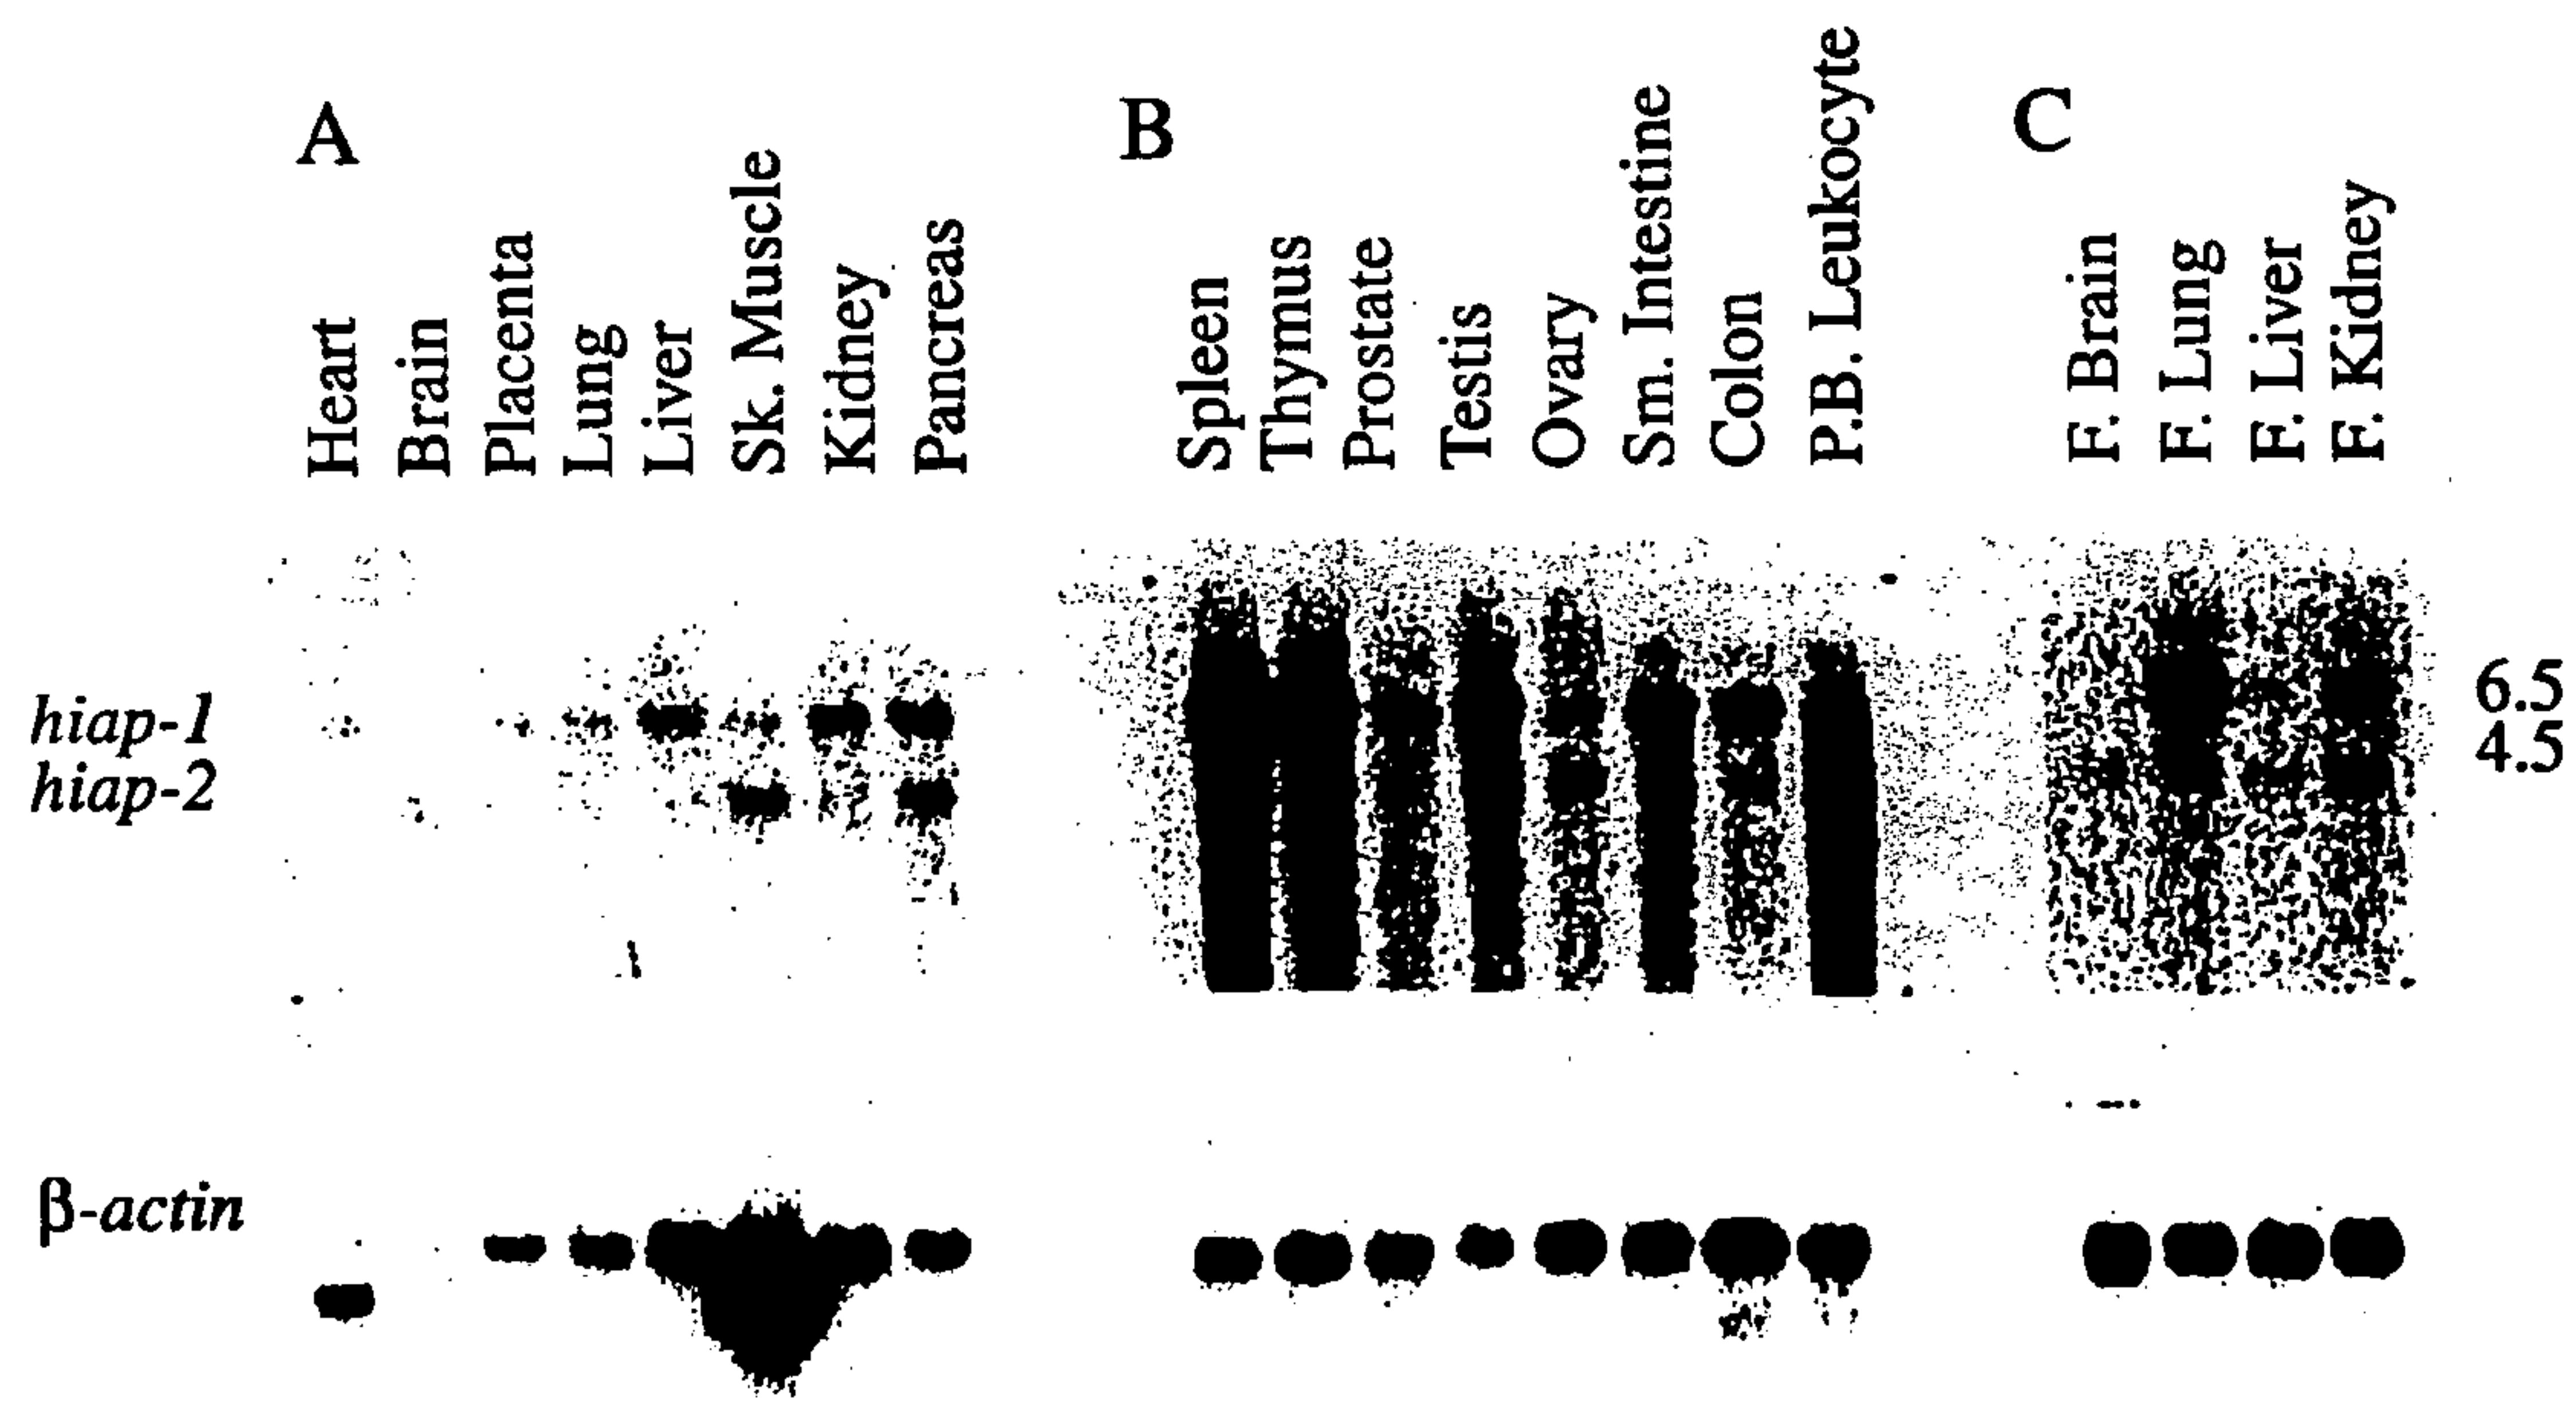 A
B
C
Heart
Brain
Placenta
Lung
Liver
Sk. Muscle
Kidney
Pancreas
Spleen
Thymus
Prostate
Testis
Ovary
Sm. Intestine
Colon
P.B. Leukocyte
F. Brain
F. Lung
F. Liver
F. Kidney
hiap-1
hiap-2
6.5
4.5
β-actin